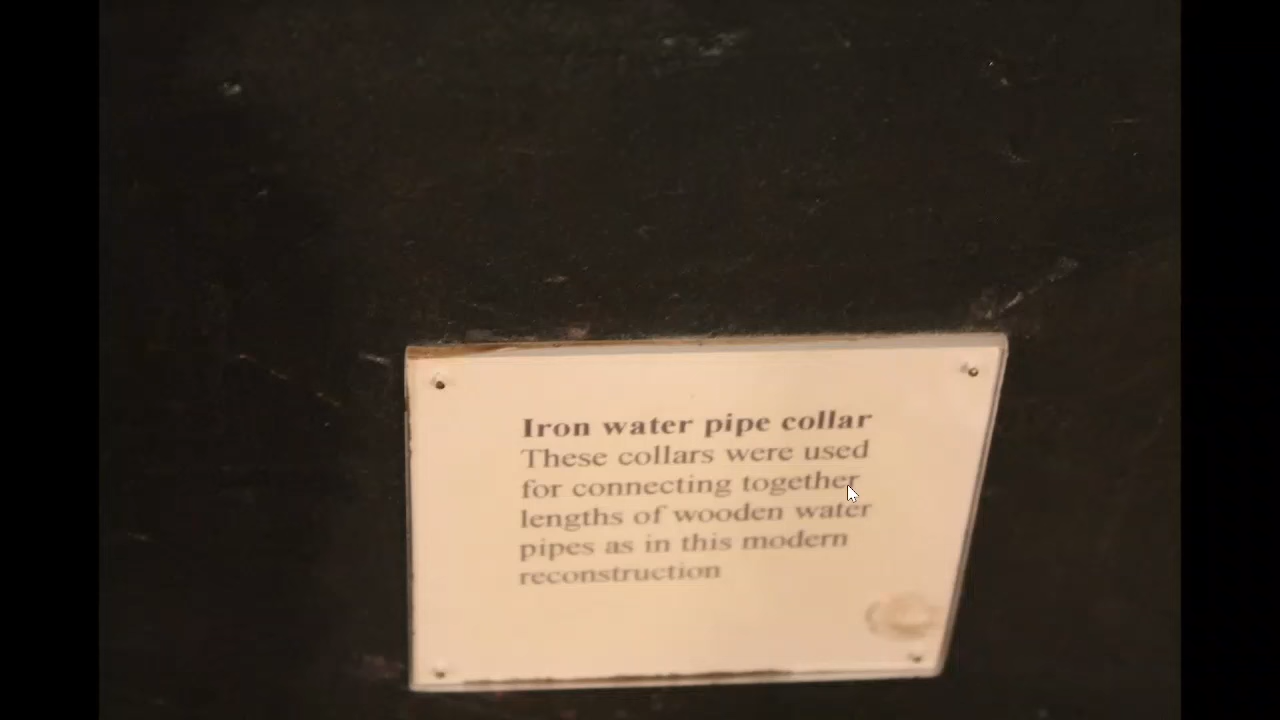 Iron water pipe collar
These collars were used
for connecting together
lengths of wooden water
pipes as in this modern
reconstruction